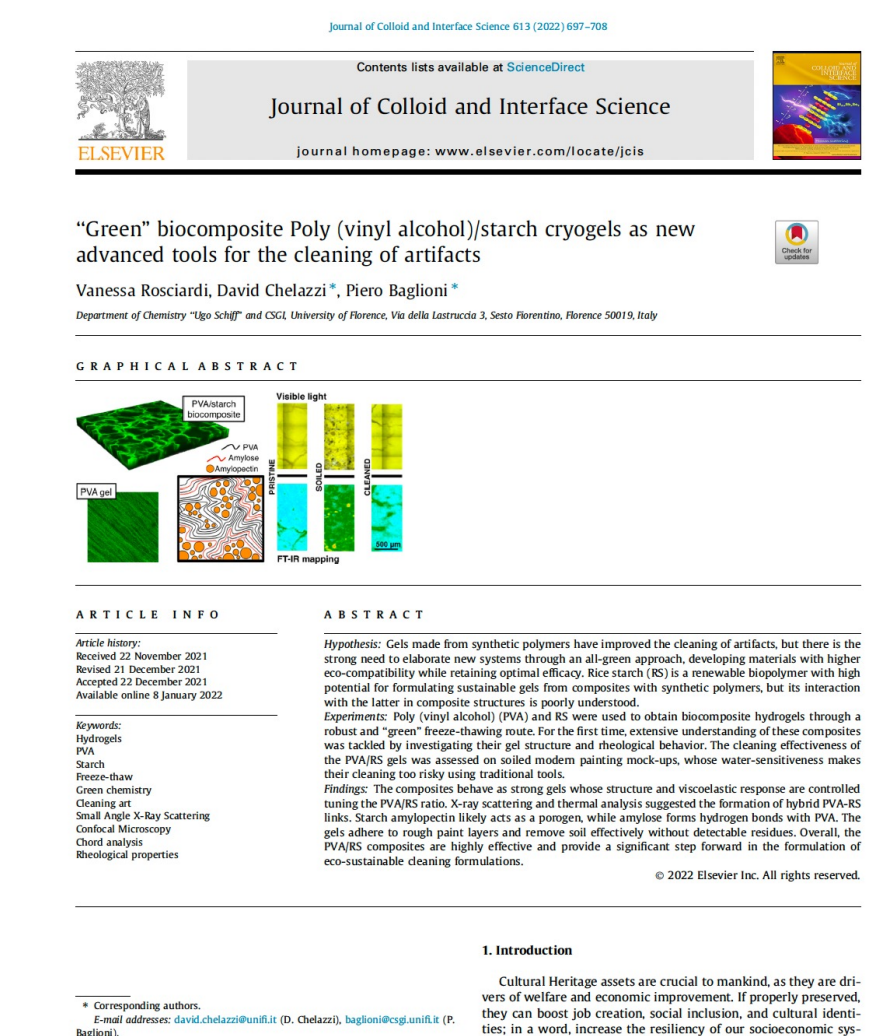 Journal of Colloid and Interface Science 613 (2022) 697–708
Contents lists available at ScienceDirect
Journal of Colloid and Interface Science
journal homepage: www.elsevier.com/locate/jcis
ELSEVIER
COLLOID AND
INTERFACE
SCIENCE
“Green” biocomposite Poly (vinyl alcohol)/starch cryogels as new
advanced tools for the cleaning of artifacts
Check for
updates
Vanessa Rosciardi, David Chelazzi *, Piero Baglioni *
Department of Chemistry “Ugo Schiff” and CSGI, University of Florence, Via della Lastruccia 3, Sesto Fiorentino, Florence 50019, Italy
GRAPHICAL ABSTRACT
PVA/starch
biocomposite
PVA
Amylose
Amylopectin
PVA gel
Visible light
PRISTINE
SOILED
CLEANED
500 µm
FT-IR mapping
ARTICLE INFO
Article history:
Received 22 November 2021
Revised 21 December 2021
Accepted 22 December 2021
Available online 8 January 2022
Keywords:
Hydrogels
PVA
Starch
Freeze-thaw
Green chemistry
Cleaning art
Small Angle X-Ray Scattering
Confocal Microscopy
Chord analysis
Rheological properties
ABSTRACT
Hypothesis: Gels made from synthetic polymers have improved the cleaning of artifacts, but there is the
strong need to elaborate new systems through an all-green approach, developing materials with higher
eco-compatibility while retaining optimal efficacy. Rice starch (RS) is a renewable biopolymer with high
potential for formulating sustainable gels from composites with synthetic polymers, but its interaction
with the latter in composite structures is poorly understood.
Experiments: Poly (vinyl alcohol) (PVA) and RS were used to obtain biocomposite hydrogels through a
robust and “green” freeze-thawing route. For the first time, extensive understanding of these composites
was tackled by investigating their gel structure and rheological behavior. The cleaning effectiveness of
the PVA/RS gels was assessed on soiled modern painting mock-ups, whose water-sensitiveness makes
their cleaning too risky using traditional tools.
Findings: The composites behave as strong gels whose structure and viscoelastic response are controlled
tuning the PVA/RS ratio. X-ray scattering and thermal analysis suggested the formation of hybrid PVA-RS
links. Starch amylopectin likely acts as a porogen, while amylose forms hydrogen bonds with PVA. The
gels adhere to rough paint layers and remove soil effectively without detectable residues. Overall, the
PVA/RS composites are highly effective and provide a significant step forward in the formulation of
eco-sustainable cleaning formulations.
© 2022 Elsevier Inc. All rights reserved.
* Corresponding authors.
E-mail addresses: david.chelazzi@unifi.it (D. Chelazzi), baglioni@csgi.unifi.it (P.
Baglioni).
1. Introduction
Cultural Heritage assets are crucial to mankind, as they are dri-
vers of welfare and economic improvement. If properly preserved,
they can boost job creation, social inclusion, and cultural identi-
ties; in a word, increase the resiliency of our socioeconomic sys-